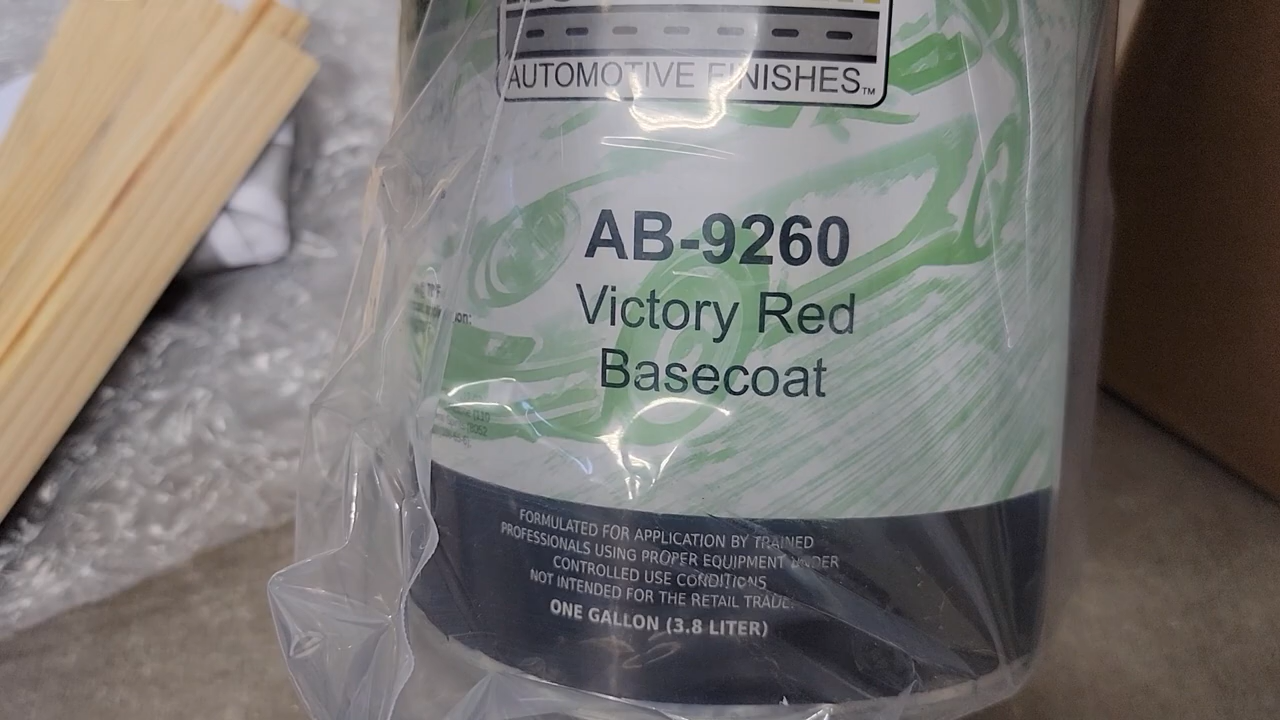 AUTOMOTIVE FINISHES™
AB-9260
Victory Red
Basecoat
FORMULATED FOR APPLICATION BY TRAINED
PROFESSIONALS USING PROPER EQUIPMENT UNDER
CONTROLLED USE CONDITIONS
NOT INTENDED FOR THE RETAIL TRADE.
ONE GALLON (3.8 LITER)